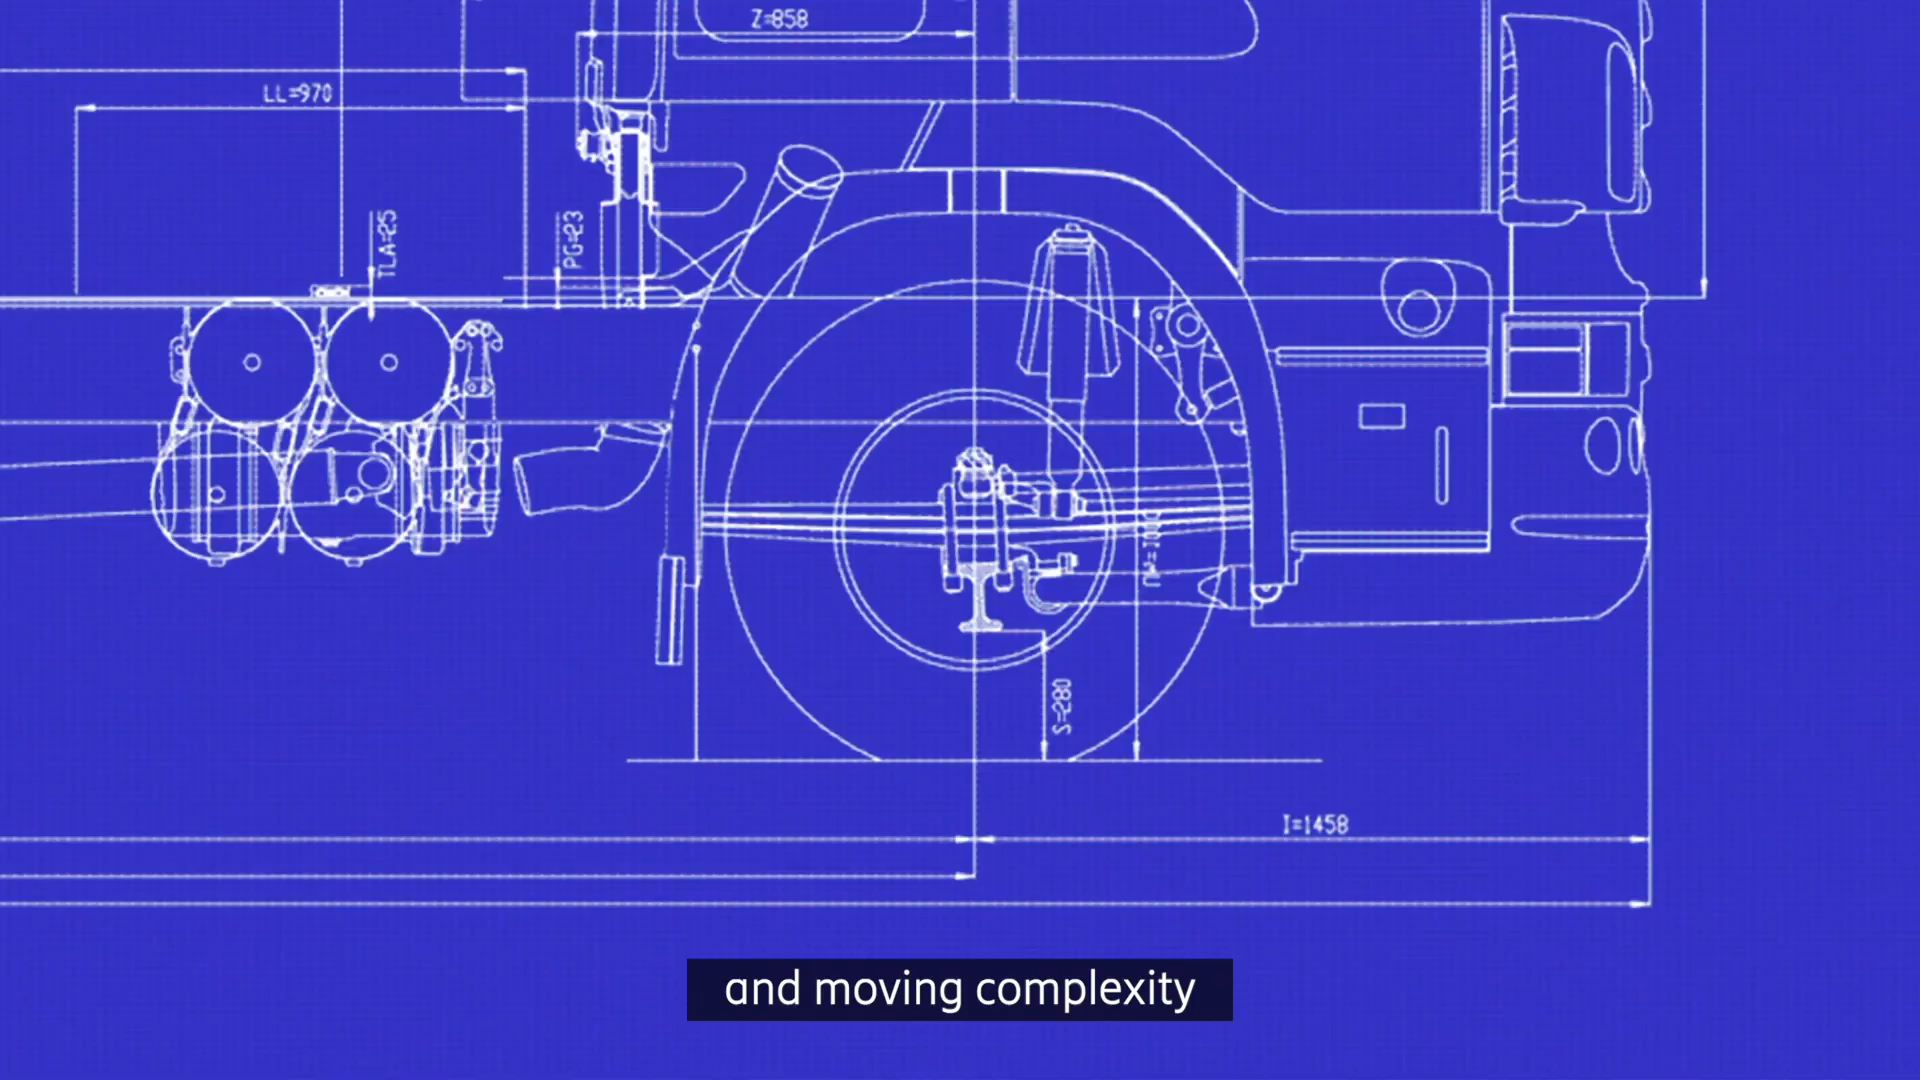 Z=858
LL=970
TLA=25
PG=23
S=280
I=1458
and moving complexity